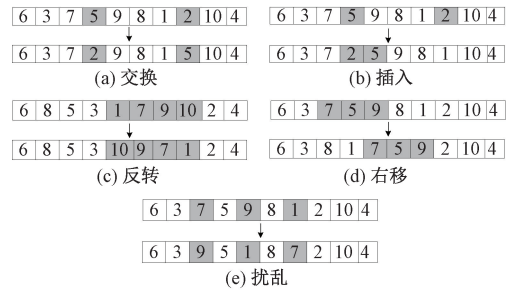 6 3 7 5 9 8 1 2 10 4
6 3 7 2 9 8 1 5 10 4
(a) 交换
6 3 7 5 9 8 1 2 10 4
6 3 7 2 5 9 8 1 10 4
(b) 插入
6 8 5 3 1 7 9 10 2 4
6 8 5 3 10 9 7 1 2 4
(c) 反转
6 3 7 5 9 8 1 2 10 4
6 3 8 1 7 5 9 2 10 4
(d) 右移
6 3 7 5 9 8 1 2 10 4
6 3 9 5 1 8 7 2 10 4
(e) 扰乱